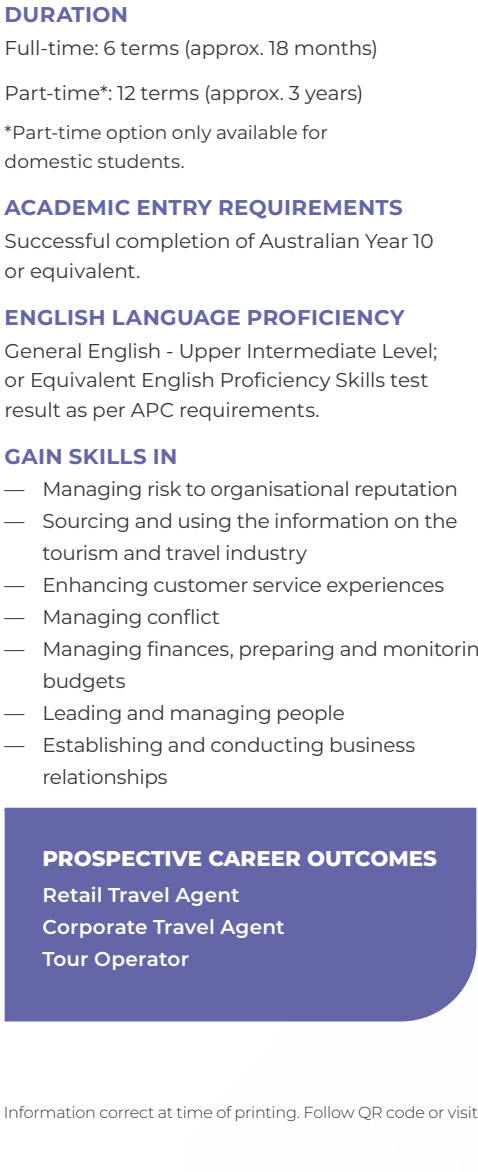 DURATION
Full-time: 6 terms (approx. 18 months)
Part-time*: 12 terms (approx. 3 years)
*Part-time option only available for
domestic students.
ACADEMIC ENTRY REQUIREMENTS
Successful completion of Australian Year 10
or equivalent.
ENGLISH LANGUAGE PROFICIENCY
General English - Upper Intermediate Level;
or Equivalent English Proficiency Skills test
result as per APC requirements.
GAIN SKILLS IN
— Managing risk to organisational reputation
— Sourcing and using the information on the
tourism and travel industry
— Enhancing customer service experiences
— Managing conflict
— Managing finances, preparing and monitorin
budgets
— Leading and managing people
— Establishing and conducting business
relationships
PROSPECTIVE CAREER OUTCOMES
Retail Travel Agent
Corporate Travel Agent
Tour Operator
Information correct at time of printing. Follow QR code or visit